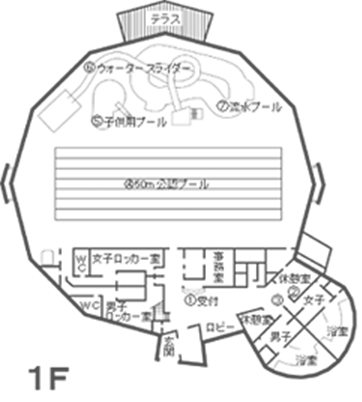 テラス
⑥ウォータースライダー
⑦流水プール
⑤子供用プール
④50m公認プール
WC
女子ロッカー室
事務室
休憩室
②
女子
①受付
③
WC
男子ロッカー室
ロビー
休憩室
男子
浴室
玄関
浴室
1F